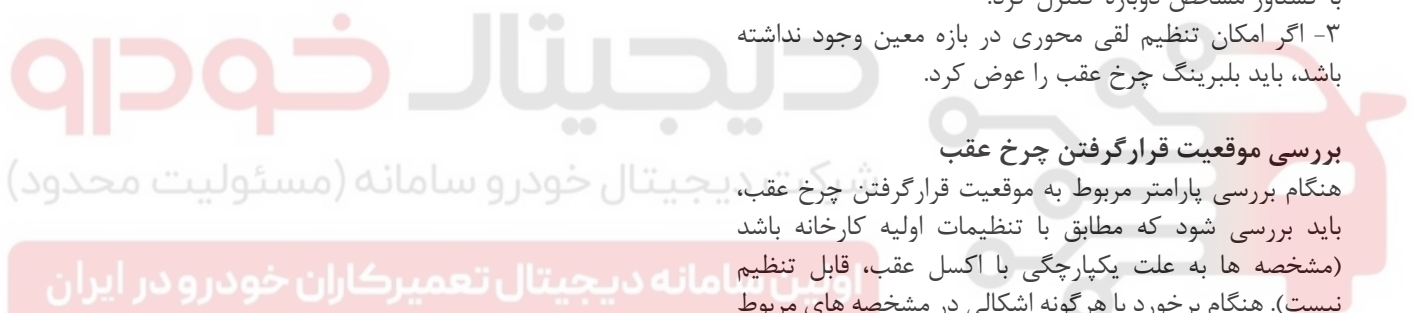 با گشتاور مشخص دوباره کنترل کرد.
۳- اگر امکان تنظیم لقی محوری در بازه معین وجود نداشته
باشد، باید بلبرینگ چرخ عقب را عوض کرد.
بررسی موقعیت قرارگرفتن چرخ عقب
هنگام بررسی پارامتر مربوط به موقعیت قرارگرفتن چرخ عقب،
باید بررسی شود که مطابق با تنظیمات اولیه کارخانه باشد
(مشخصه ها به علت یکپارچگی با اکسل عقب، قابل تنظیم
نیست). هنگام برخورد با هرگونه اشکالی در مشخصه های مربوط
دیجیتال خودرو
شرکت دیجیتال خودرو سامانه (مسئولیت محدود)
اولین سامانه دیجیتال تعمیرکاران خودرو در ایران